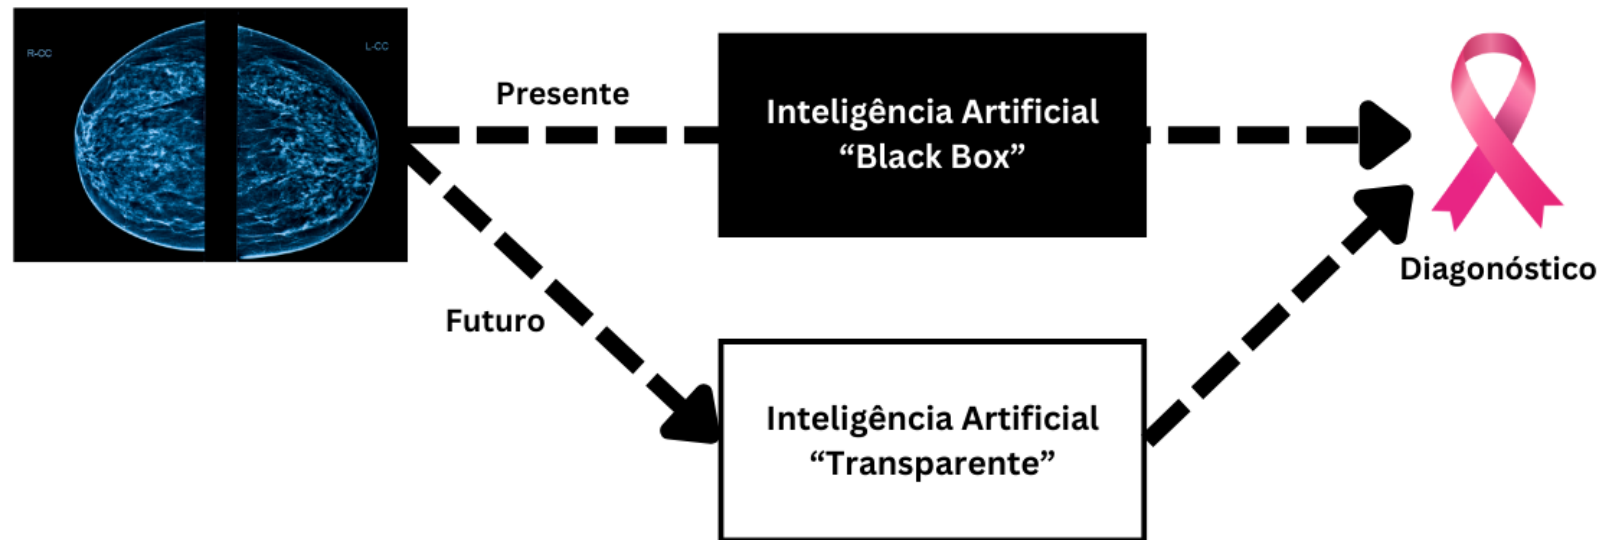 R-CC
L-CC
Presente
Inteligência Artificial
“Black Box”
Diagonóstico
Futuro
Inteligência Artificial
“Transparente”